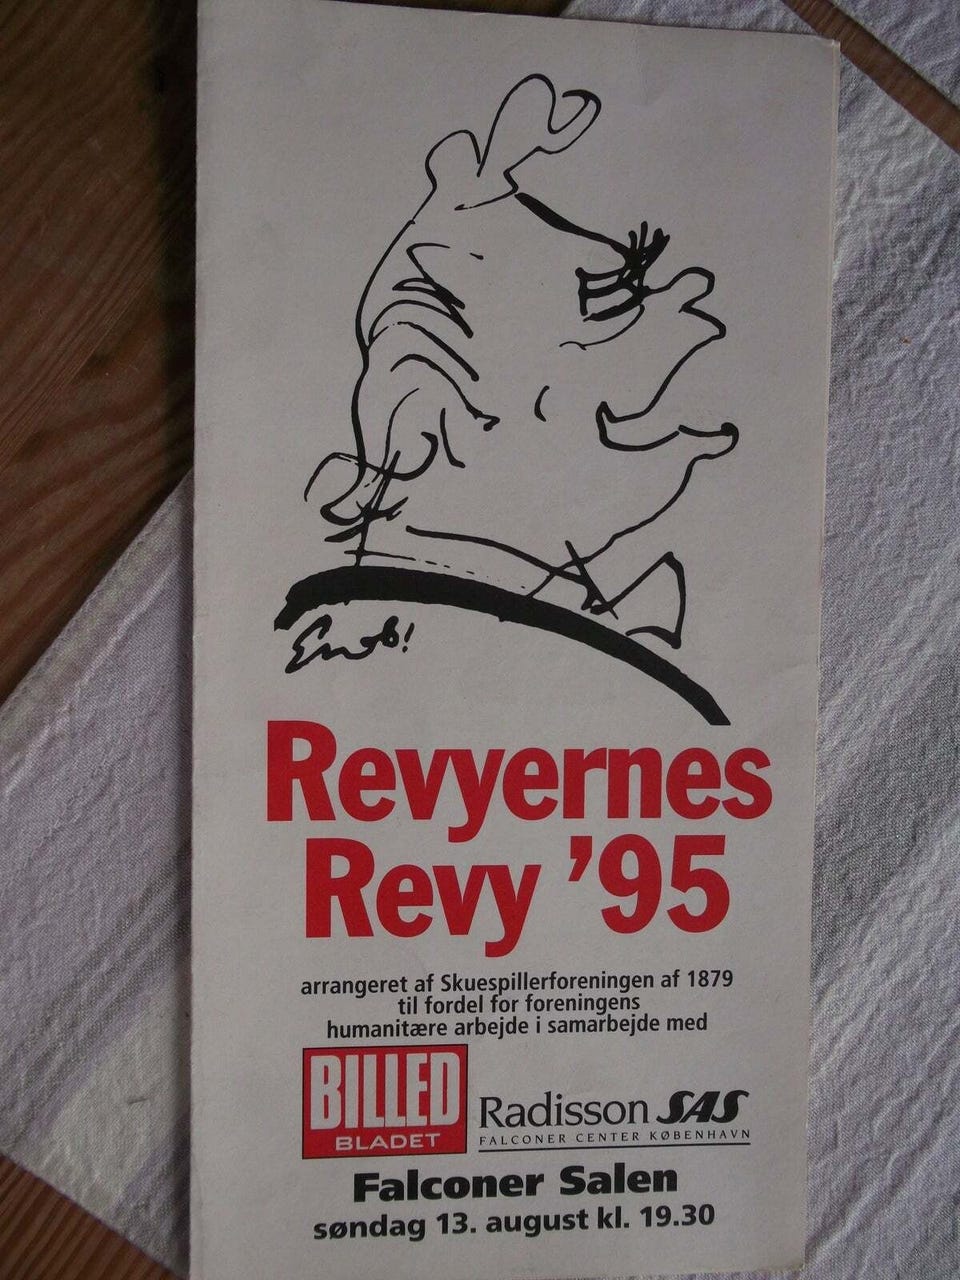 Enob!
Revyernes
Revy '95
arrangeret af Skuespillerforeningen af 1879
til fordel for foreningens
humanitære arbejde i samarbejde med
BILLED
BLADET
Radisson SAS
FALCONER CENTER KØBENHAVN
Falconer Salen
søndag 13. august kl. 19.30